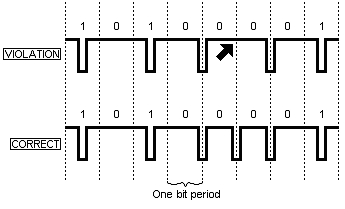 1 0 1 0 0 0 0 1
VIOLATION
1 0 1 0 0 0 0 1
CORRECT
One bit period